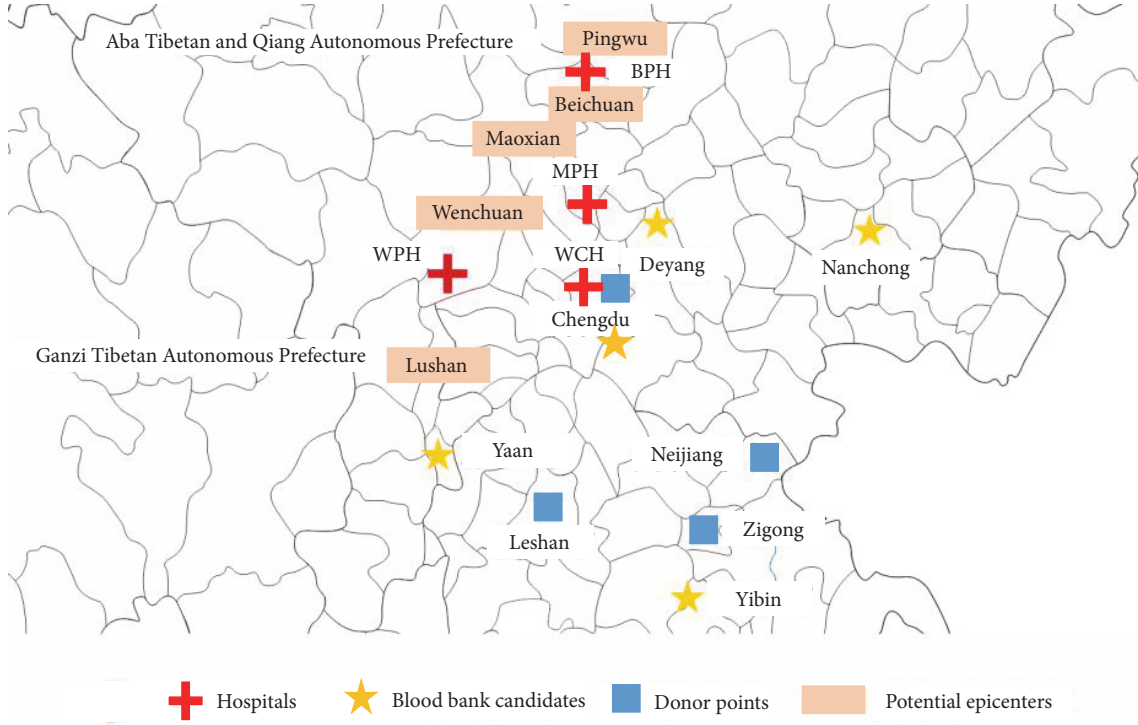 Aba Tibetan and Qiang Autonomous Prefecture
Pingwu
BPH
Beichuan
Maoxian
MPH
Wenchuan
WPH
WCH
Deyang
Nanchong
Chengdu
Ganzi Tibetan Autonomous Prefecture
Lushan
Yaan
Neijiang
Leshan
Zigong
Yibin
Hospitals
Blood bank candidates
Donor points
Potential epicenters